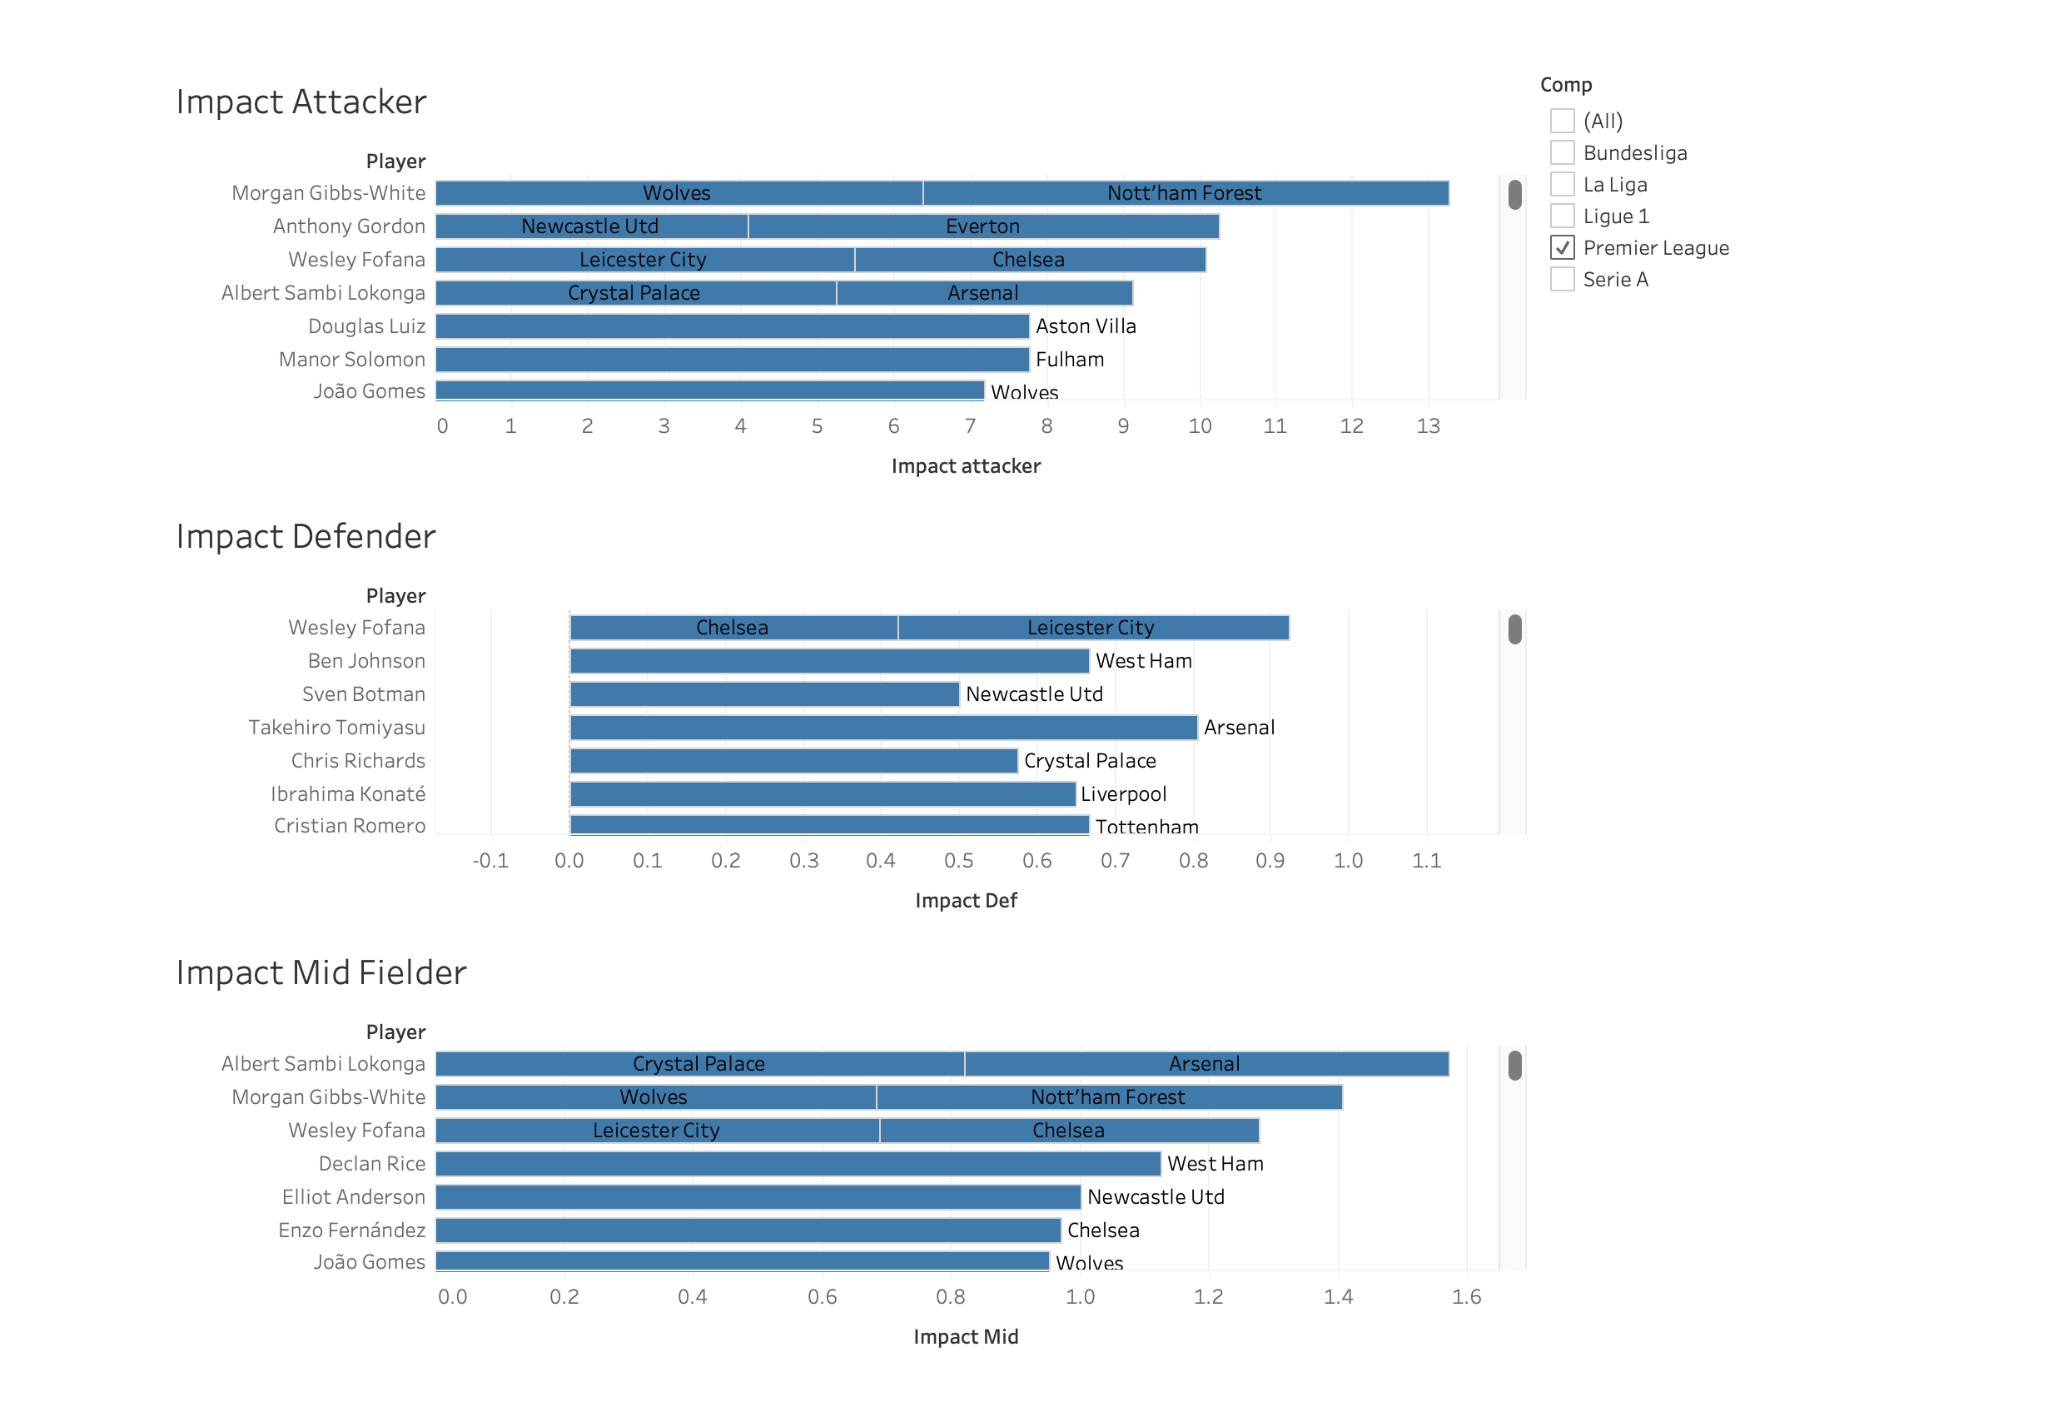 Impact Attacker
Player
Morgan Gibbs-White Wolves Nott'ham Forest
Anthony Gordon Newcastle Utd Everton
Wesley Fofana Leicester City Chelsea
Albert Sambi Lokonga Crystal Palace Arsenal
Douglas Luiz Aston Villa
Manor Solomon Fulham
João Gomes Wolves
0 1 2 3 4 5 6 7 8 9 10 11 12 13
Impact attacker
Comp
(All)
Bundesliga
La Liga
Ligue 1
Premier League
Serie A
Impact Defender
Player
Wesley Fofana Chelsea Leicester City
Ben Johnson West Ham
Sven Botman Newcastle Utd
Takehiro Tomiyasu Arsenal
Chris Richards Crystal Palace
Ibrahima Konaté Liverpool
Cristian Romero Tottenham
-0.1 0.0 0.1 0.2 0.3 0.4 0.5 0.6 0.7 0.8 0.9 1.0 1.1
Impact Def
Impact Mid Fielder
Player
Albert Sambi Lokonga Crystal Palace Arsenal
Morgan Gibbs-White Wolves Nott'ham Forest
Wesley Fofana Leicester City Chelsea
Declan Rice West Ham
Elliot Anderson Newcastle Utd
Enzo Fernández Chelsea
João Gomes Wolves
0.0 0.2 0.4 0.6 0.8 1.0 1.2 1.4 1.6
Impact Mid